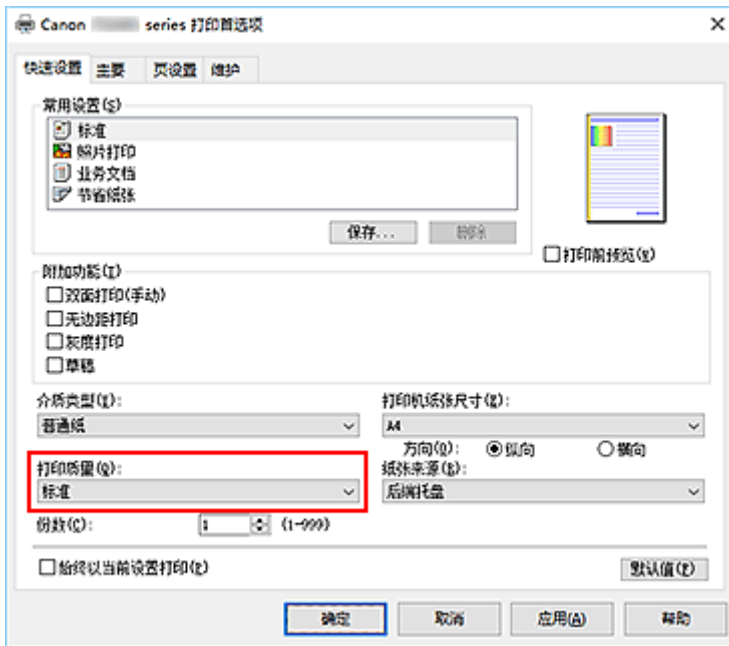 Canon series 打印首选项
快速设置 主要 页设置 维护
常用设置(S)
标准
照片打印
业务文档
节省纸张
保存... 删除
打印前预览(W)
附加功能(T)
双面打印(手动)
无边距打印
灰度打印
草稿
介质类型(Y): 打印机纸张尺寸(Z):
普通纸 A4
方向(O): 纵向 横向
打印质量(Q): 纸张来源(B):
标准 后端托盘
份数(C): 1 (1-999)
始终以当前设置打印(K)
默认值(F)
确定 取消 应用(A) 帮助